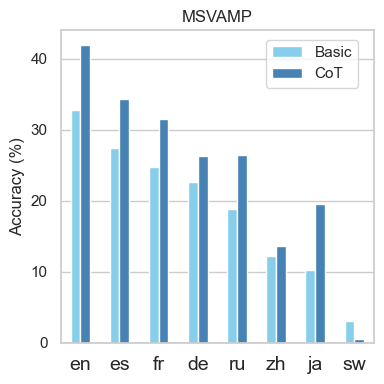 MSVAMP
Basic
CoT
Accuracy (%)
40
30
20
10
0
en es fr de ru zh ja sw